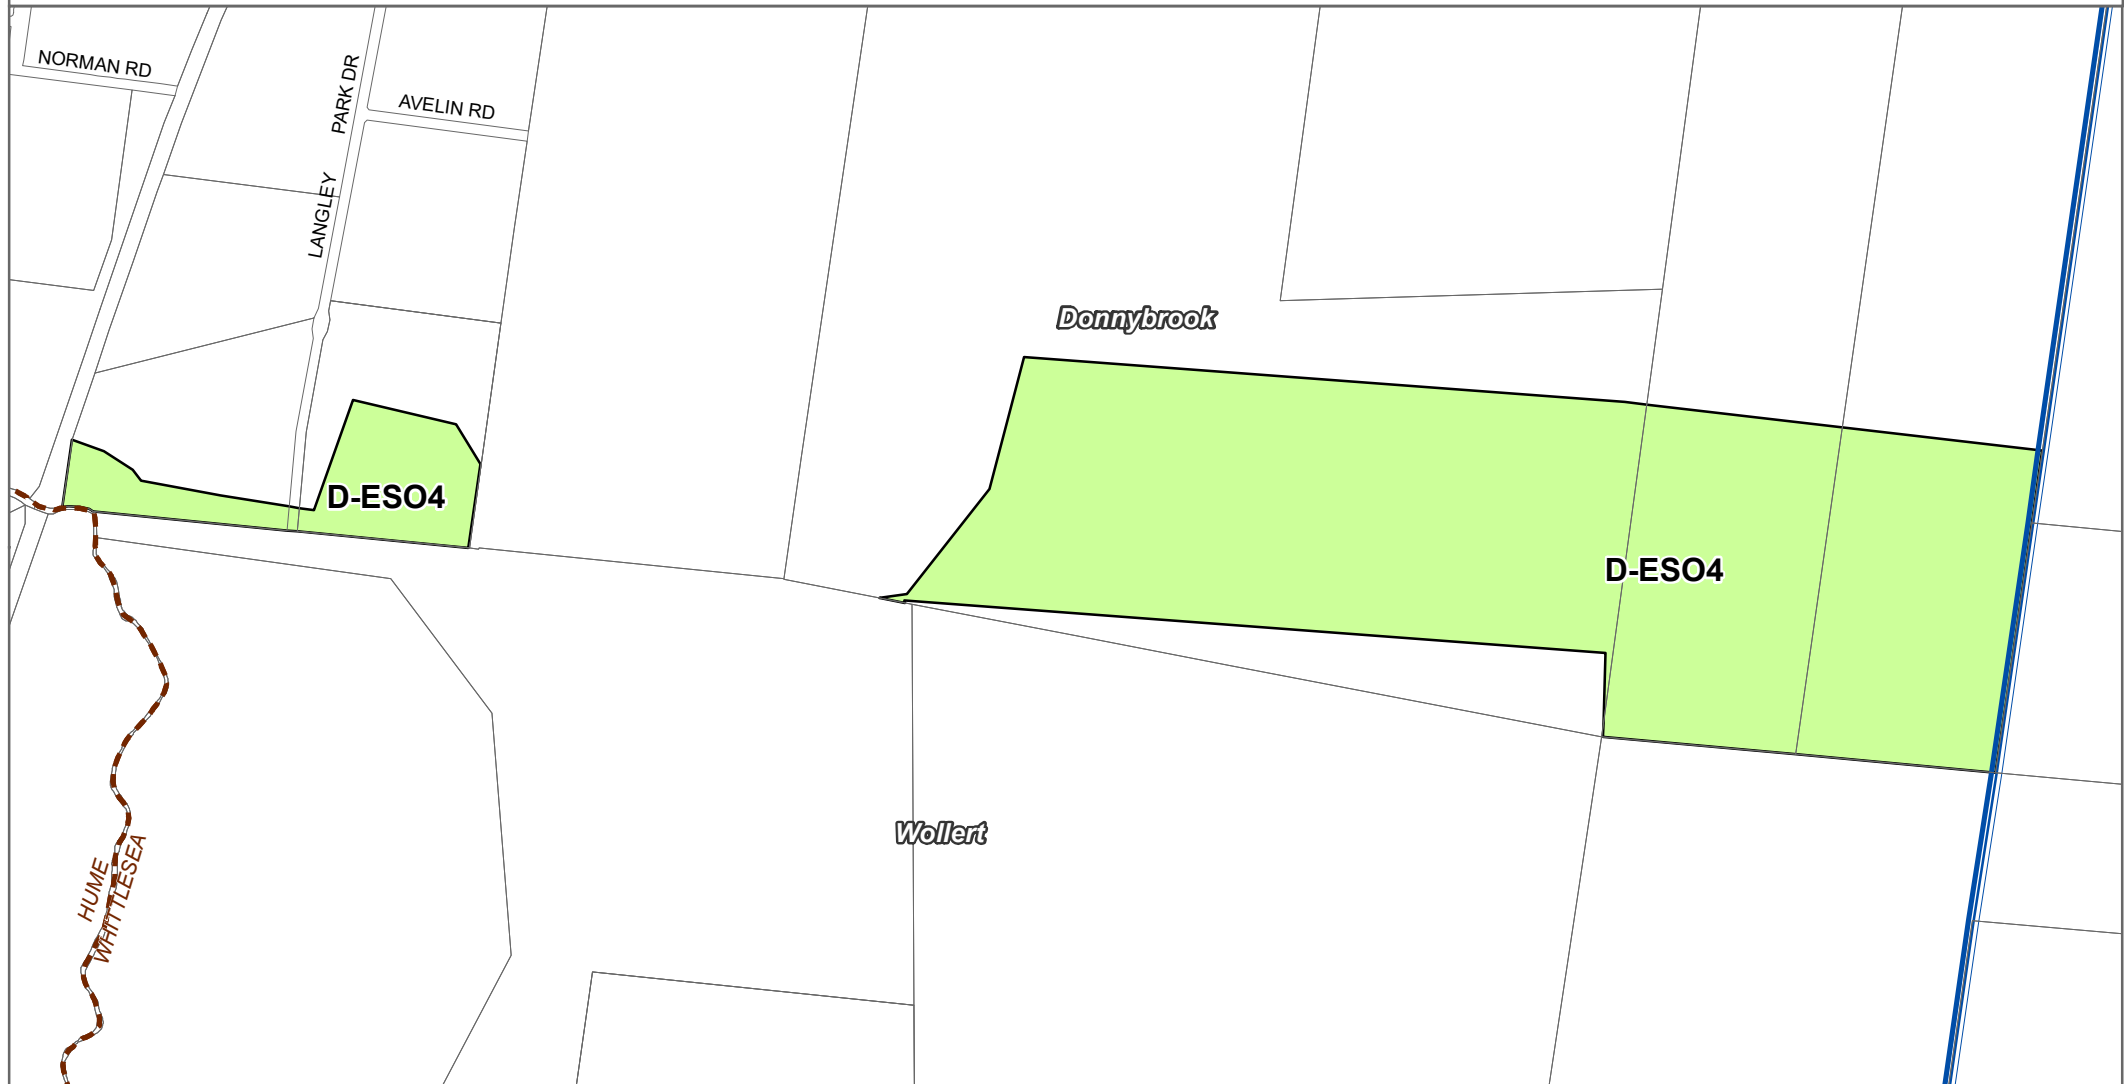 NORMAN RD
LANGLEY PARK DR
AVELIN RD
Donnybrook
D-ESO4
D-ESO4
Wollert
HUME
WHITTLESEA